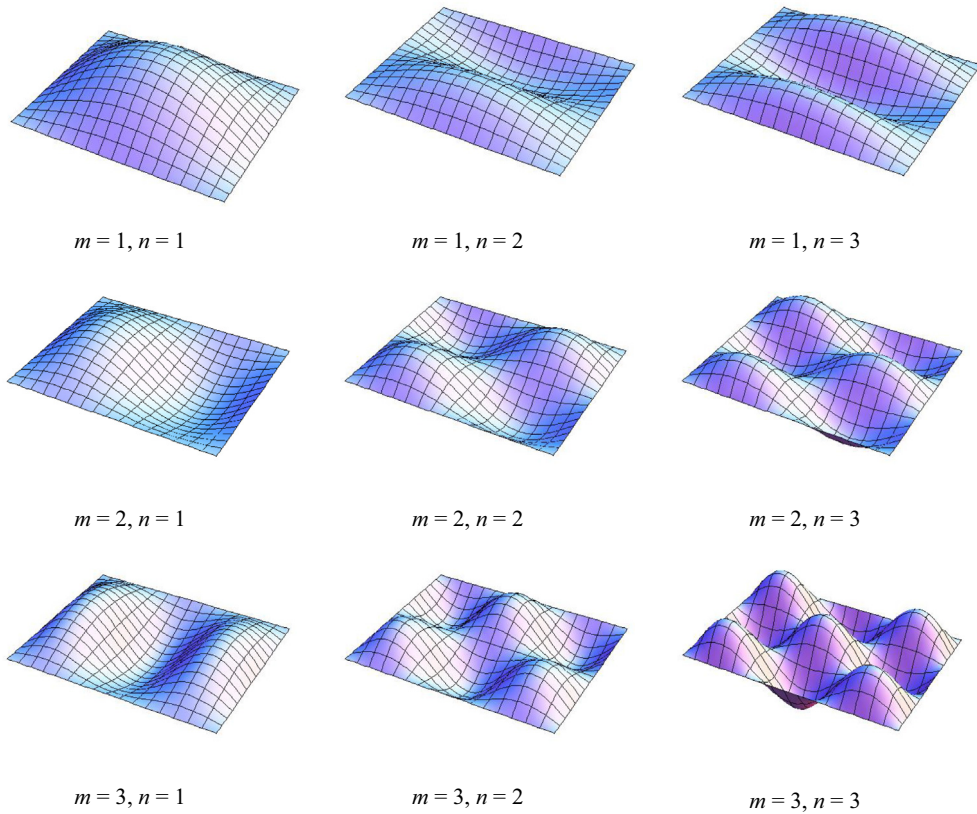 m = 1, n = 1
m = 1, n = 2
m = 1, n = 3
m = 2, n = 1
m = 2, n = 2
m = 2, n = 3
m = 3, n = 1
m = 3, n = 2
m = 3, n = 3